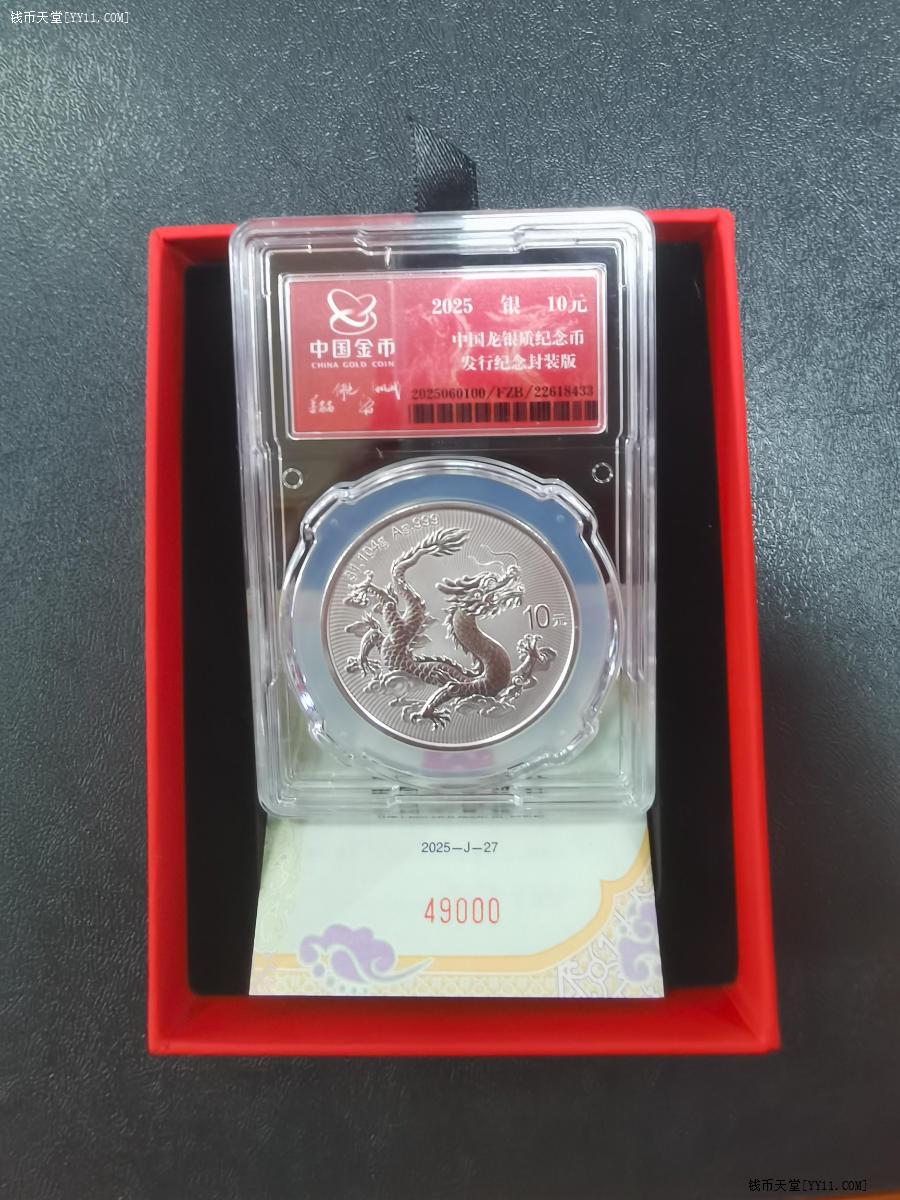 钱币天堂[YY11.COM]
2025 银 10元
中国金币
CHINA GOLD COIN
中国龙银质纪念币
发行纪念封装版
2025060100/FZB/22618433
31.104g Ag.999
10元
2025-J-27
49000
钱币天堂[YY11.COM]